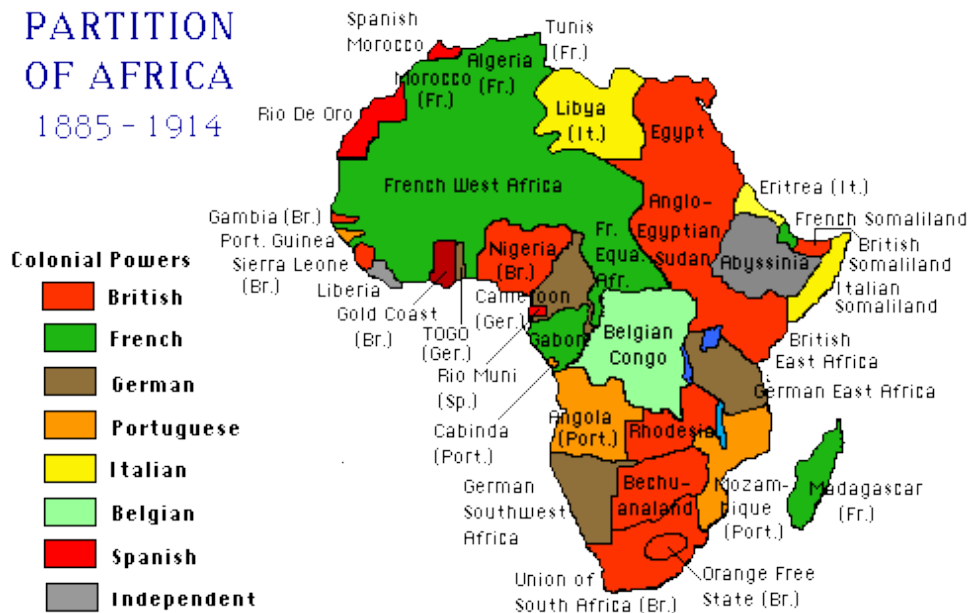 PARTITION
OF AFRICA
1885 - 1914
Spanish
Morocco
Tunis
(Fr.)
Algeria
(Fr.)
Morocco
(Fr.)
Rio De Oro
Libya
(It.)
Egypt
French West Africa
Eritrea (It.)
Anglo-
Egyptian
Sudan
French Somaliland
British
Somaliland
Italian
Somaliland
Abyssinia
Fr.
Equa.
Afr.
Gambia (Br.)
Port. Guinea
Sierra Leone
(Br.)
Liberia
Gold Coast
(Br.)
TOGO
(Ger.)
Nigeria
(Br.)
Cameroon
(Ger.)
Rio Muni
(Sp.)
Gabon
Cabinda
(Port.)
Belgian
Congo
British
East Africa
German East Africa
Angola
(Port.)
Rhodesia
German
Southwest
Africa
Bechu-
analand
Mozam-
bique
(Port.)
Madagascar
(Fr.)
Union of
South Africa (Br.)
Orange Free
State (Br.)
Colonial Powers
British
French
German
Portuguese
Italian
Belgian
Spanish
Independent